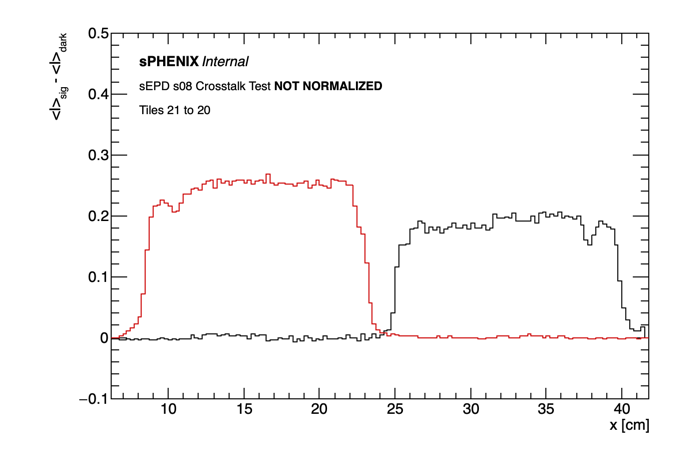 <I>sig - <I>dark
0.5
0.4
0.3
0.2
0.1
0
−0.1
sPHENIX Internal
sEPD s08 Crosstalk Test NOT NORMALIZED
Tiles 21 to 20
10 15 20 25 30 35 40
x [cm]